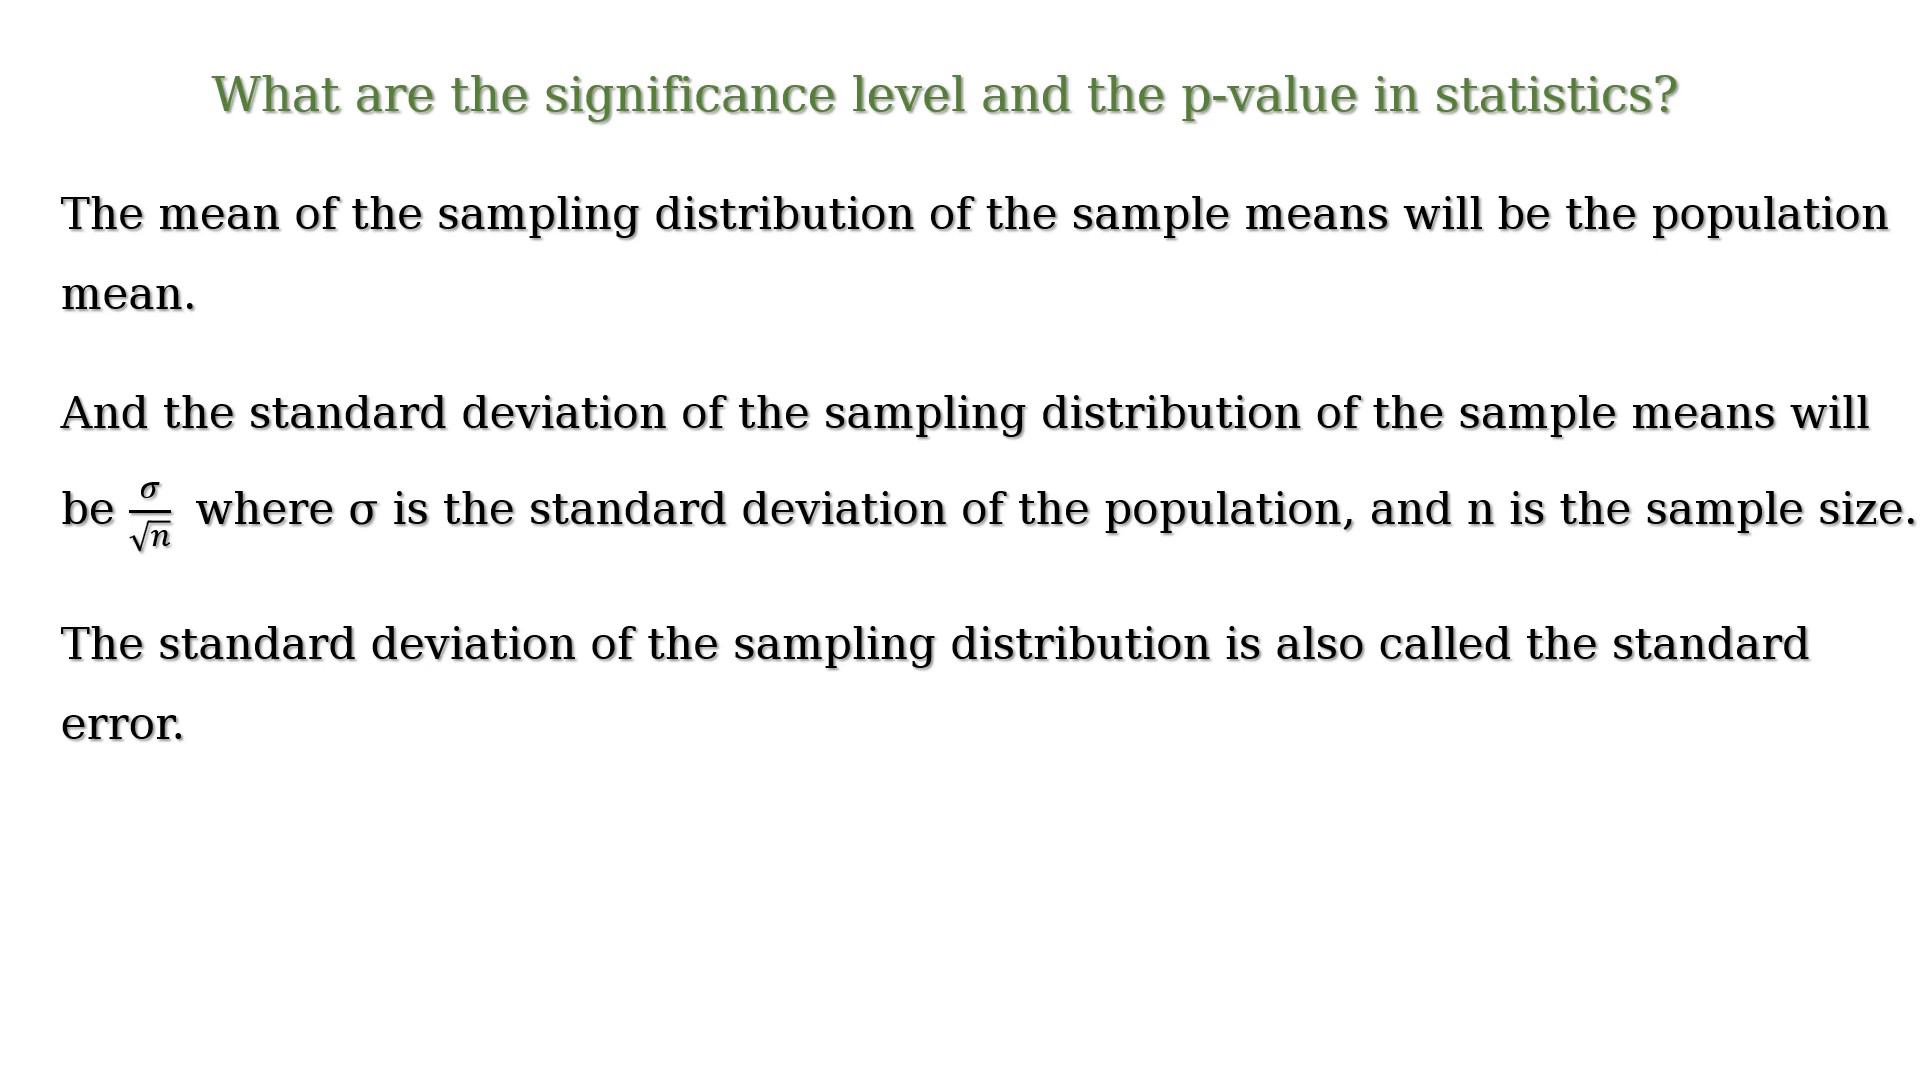 What are the significance level and the p-value in statistics?
The mean of the sampling distribution of the sample means will be the population
mean.
And the standard deviation of the sampling distribution of the sample means will
be σ/√n where σ is the standard deviation of the population, and n is the sample size.
The standard deviation of the sampling distribution is also called the standard
error.